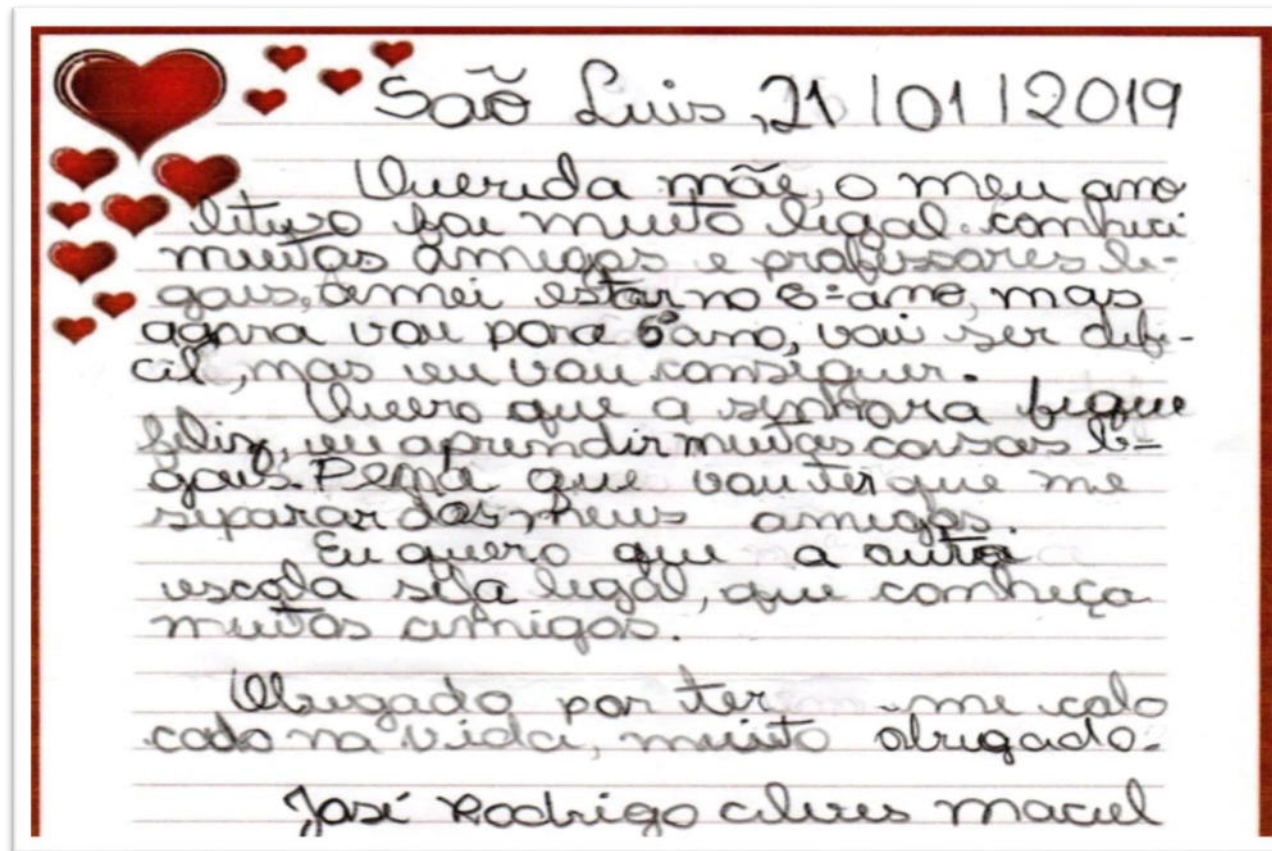 São Luis, 21/01/2019
Querida mãe, o meu ano
letivo foi muito legal. conheci
muitos amigos e professores le-
gais, amei estar no 5º ano, mas
agora vou para 6º ano, vai ser difi-
cil, mas eu vou conseguir.
Quero que a senhora fique
feliz, eu aprendir muitas coisas le-
gais. Pena que vou ter que me
separar dos meus amigos.
Eu quero que a outra
escola seja legal, que conheça
muitos amigos.
Obrigado por ter me colo
cado na vida, muito obrigado.
José Rodrigo Alves Maciel